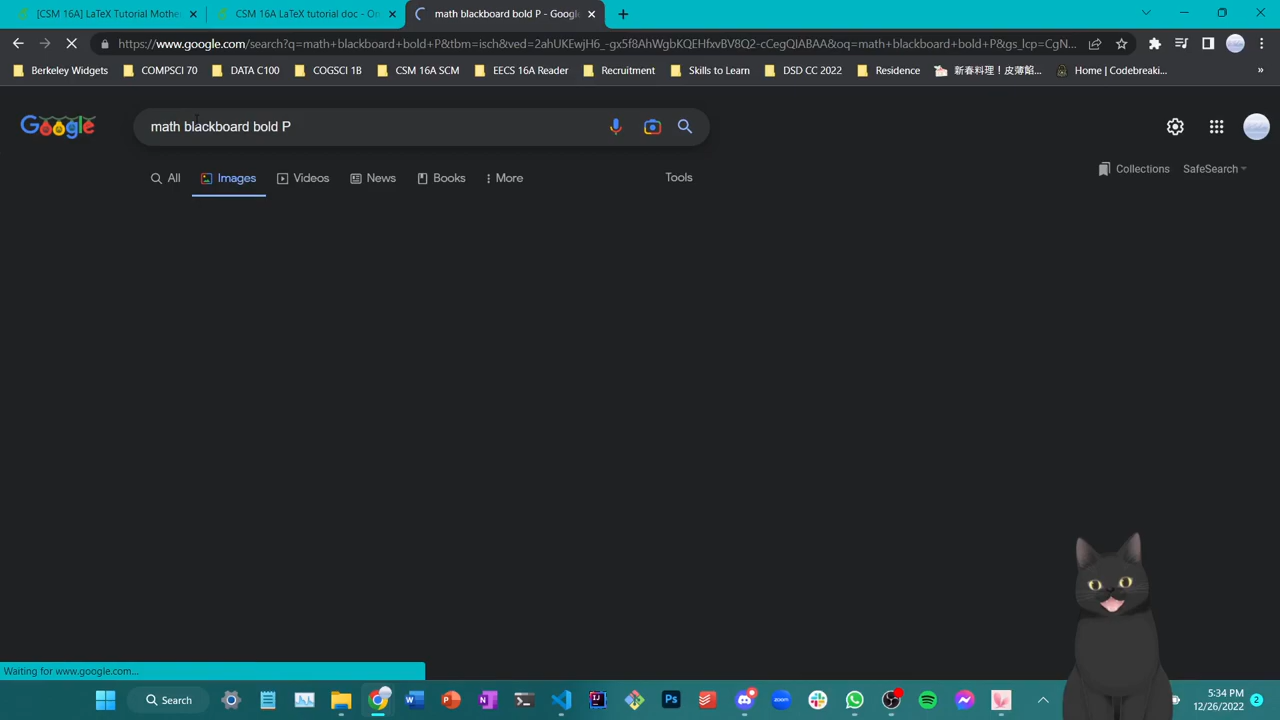 [CSM 16A] LaTeX Tutorial Mothe
CSM 16A LaTeX tutorial doc - On
math blackboard bold P - Google
https://www.google.com/search?q=math+blackboard+bold+P&tbm=isch&ved=2ahUKEwjH6_-gx5f8AhWgbKQEHfxvBV8Q2-cCegQIABAA&oq=math+blackboard+bold+P&gs_lcp=CgN...
Berkeley Widgets
COMPSCI 70
DATA C100
COGSCI 1B
CSM 16A SCM
EECS 16A Reader
Recruitment
Skills to Learn
DSD CC 2022
Residence
新春料理！皮薄餡...
Home | Codebreaki...
»
Google
math blackboard bold P
All
Images
Videos
News
Books
More
Tools
Collections
SafeSearch
Waiting for www.google.com...
Search
5:34 PM
12/26/2022
2